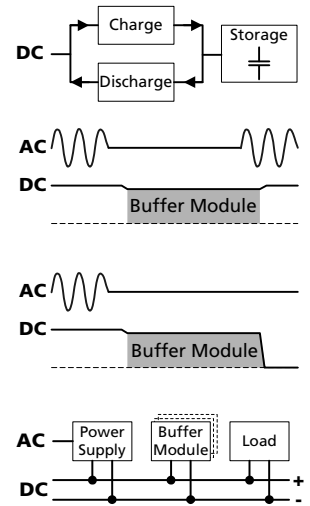 Charge
Storage
DC
Discharge
AC
DC
Buffer Module
AC
DC
Buffer Module
AC
Power
Supply
Buffer
Module
Load
DC
+
-